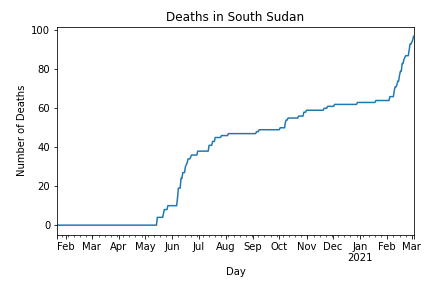 Deaths in South Sudan
Number of Deaths
100
80
60
40
20
0
Feb Mar Apr May Jun Jul Aug Sep Oct Nov Dec Jan Feb Mar
2021
Day